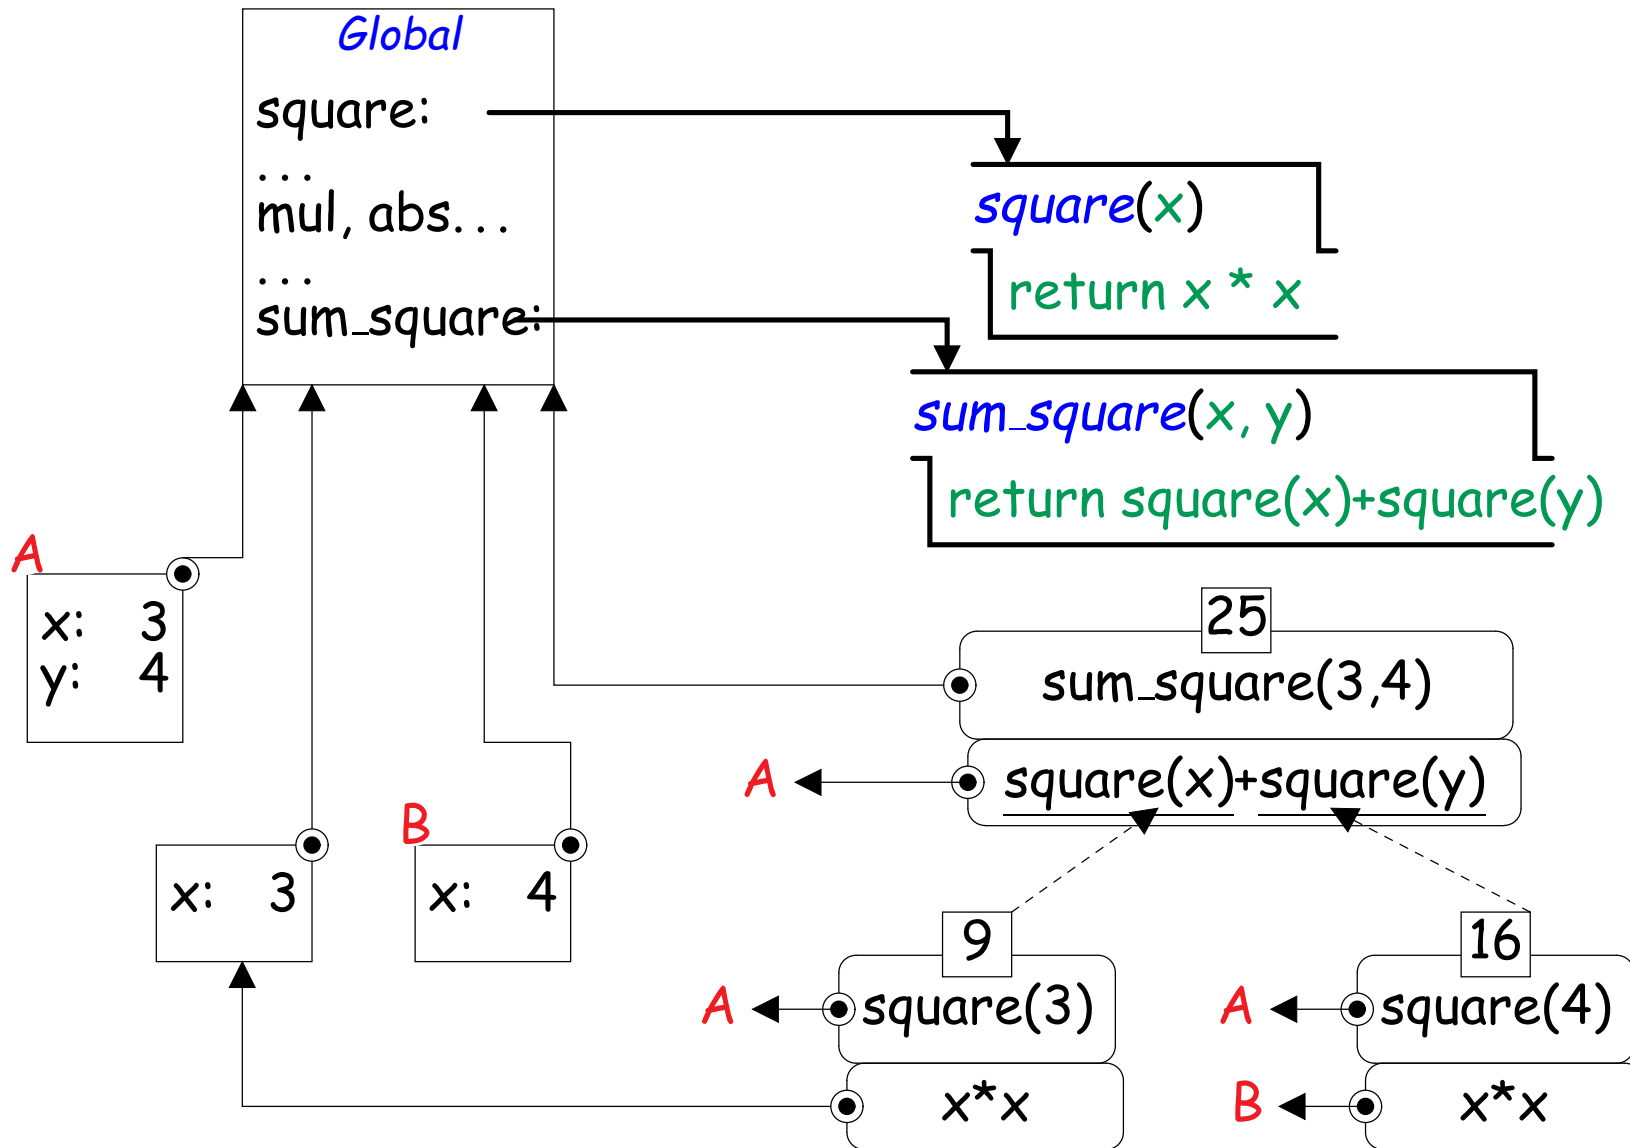 Global
square:
...
mul, abs...
...
sum_square:
square(x)
return x * x
sum_square(x, y)
return square(x)+square(y)
A
x: 3
y: 4
25
sum_square(3,4)
A
square(x)+square(y)
x: 3
B
x: 4
9
A
square(3)
x*x
16
A
square(4)
B
x*x